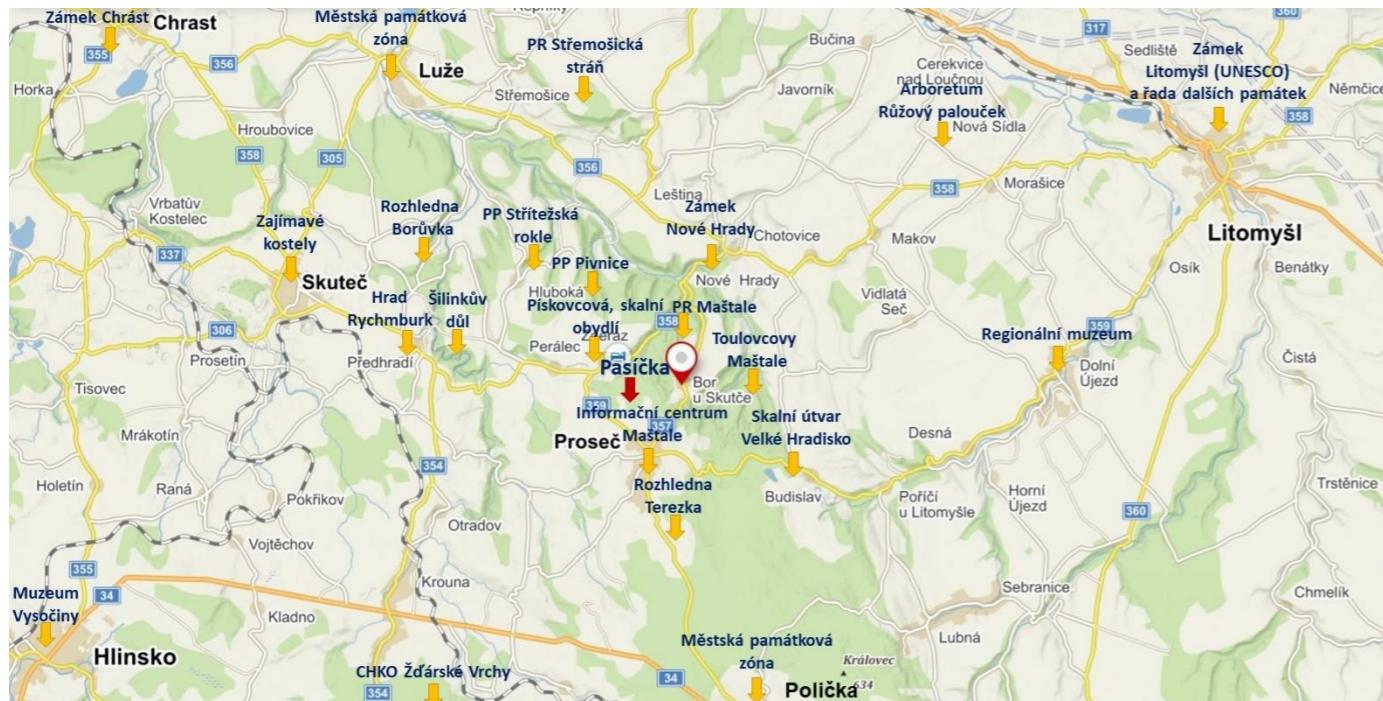 Zámek Chrást
Chrast
355
356
Horka
Městská památková
zóna
Luže
PR Střemošická
stráň
Střemošice
Bučina
Javorník
Cerekvice
nad Loučnou
Arboretum
Růžový palouček
Nová Sídla
317
35
360
Sedliště
Zámek
Litomyšl (UNESCO)
a řada dalších památek
Němčice
358
Hroubovice
358
305
356
Leština
358
Morašice
Vrbatův
Kostelec
Zajímavé
kostely
Rozhledna
Borůvka
PP Střítežská
rokle
PP Pivnice
Zámek
Nové Hrady
Chotovice
Makov
Litomyšl
337
Skuteč
Hluboká
Nové Hrady
Osík
Benátky
Hrad
Rychmburk
Šilinkův
důl
Pískovcová, skalní
obydlí
358
PR Maštale
Vidlatá
Seč
306
Prosetín
Předhradí
Perálec
Toulovcovy
Maštale
Regionální muzeum
359
Dolní
Újezd
Čistá
Tisovec
Pasíčka
Bor
u Skutče
359
Informační centrum
Maštale
357
Skalní útvar
Velké Hradisko
Mrákotín
Proseč
Desná
354
Holetín
Raná
Pokřikov
Rozhledna
Terezka
Budislav
Poříčí
u Litomyšle
Horní
Újezd
360
Trstěnice
Otradov
Vojtěchov
355
34
Krouna
Sebranice
Chmelík
Muzeum
Vysočiny
Kladno
Lubná
Hlinsko
CHKO Žďárské Vrchy
354
34
Městská památková
zóna
Královec
634
Polička